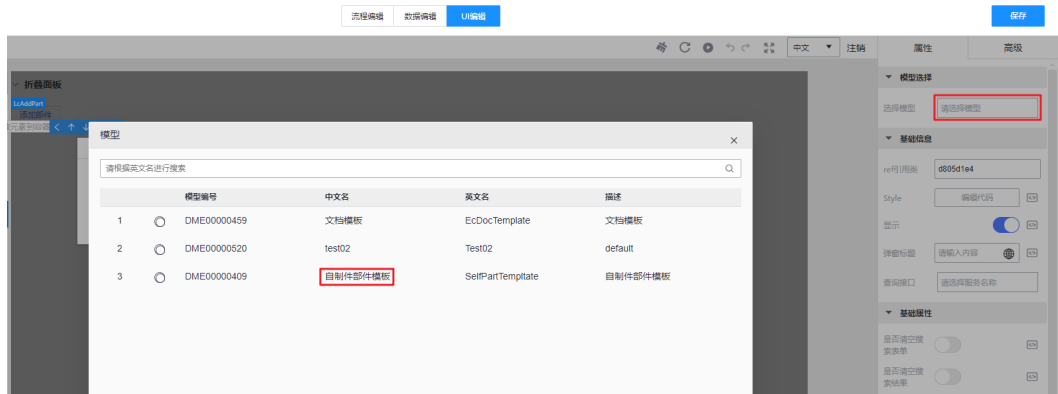 流程编辑 数据编辑 UI编辑 保存
中文 注销 属性 高级
折叠面板
模型选择
LcAddPart
添加部件
选择模型 请选择模型
模型
基础信息
请根据英文名进行搜索
ref引用类 d805d1e4
模型编号 中文名 英文名 描述
Style 编辑代码
1 DME00000459 文档模板 EcDocTemplate 文档模板
显示
2 DME00000520 test02 Test02 default
弹窗标题 请输入内容
3 DME00000409 自制件部件模板 SelfPartTempltate 自制件部件模板
查询接口 请选择服务名称
基础属性
是否清空搜
索表单
是否清空搜
索结果